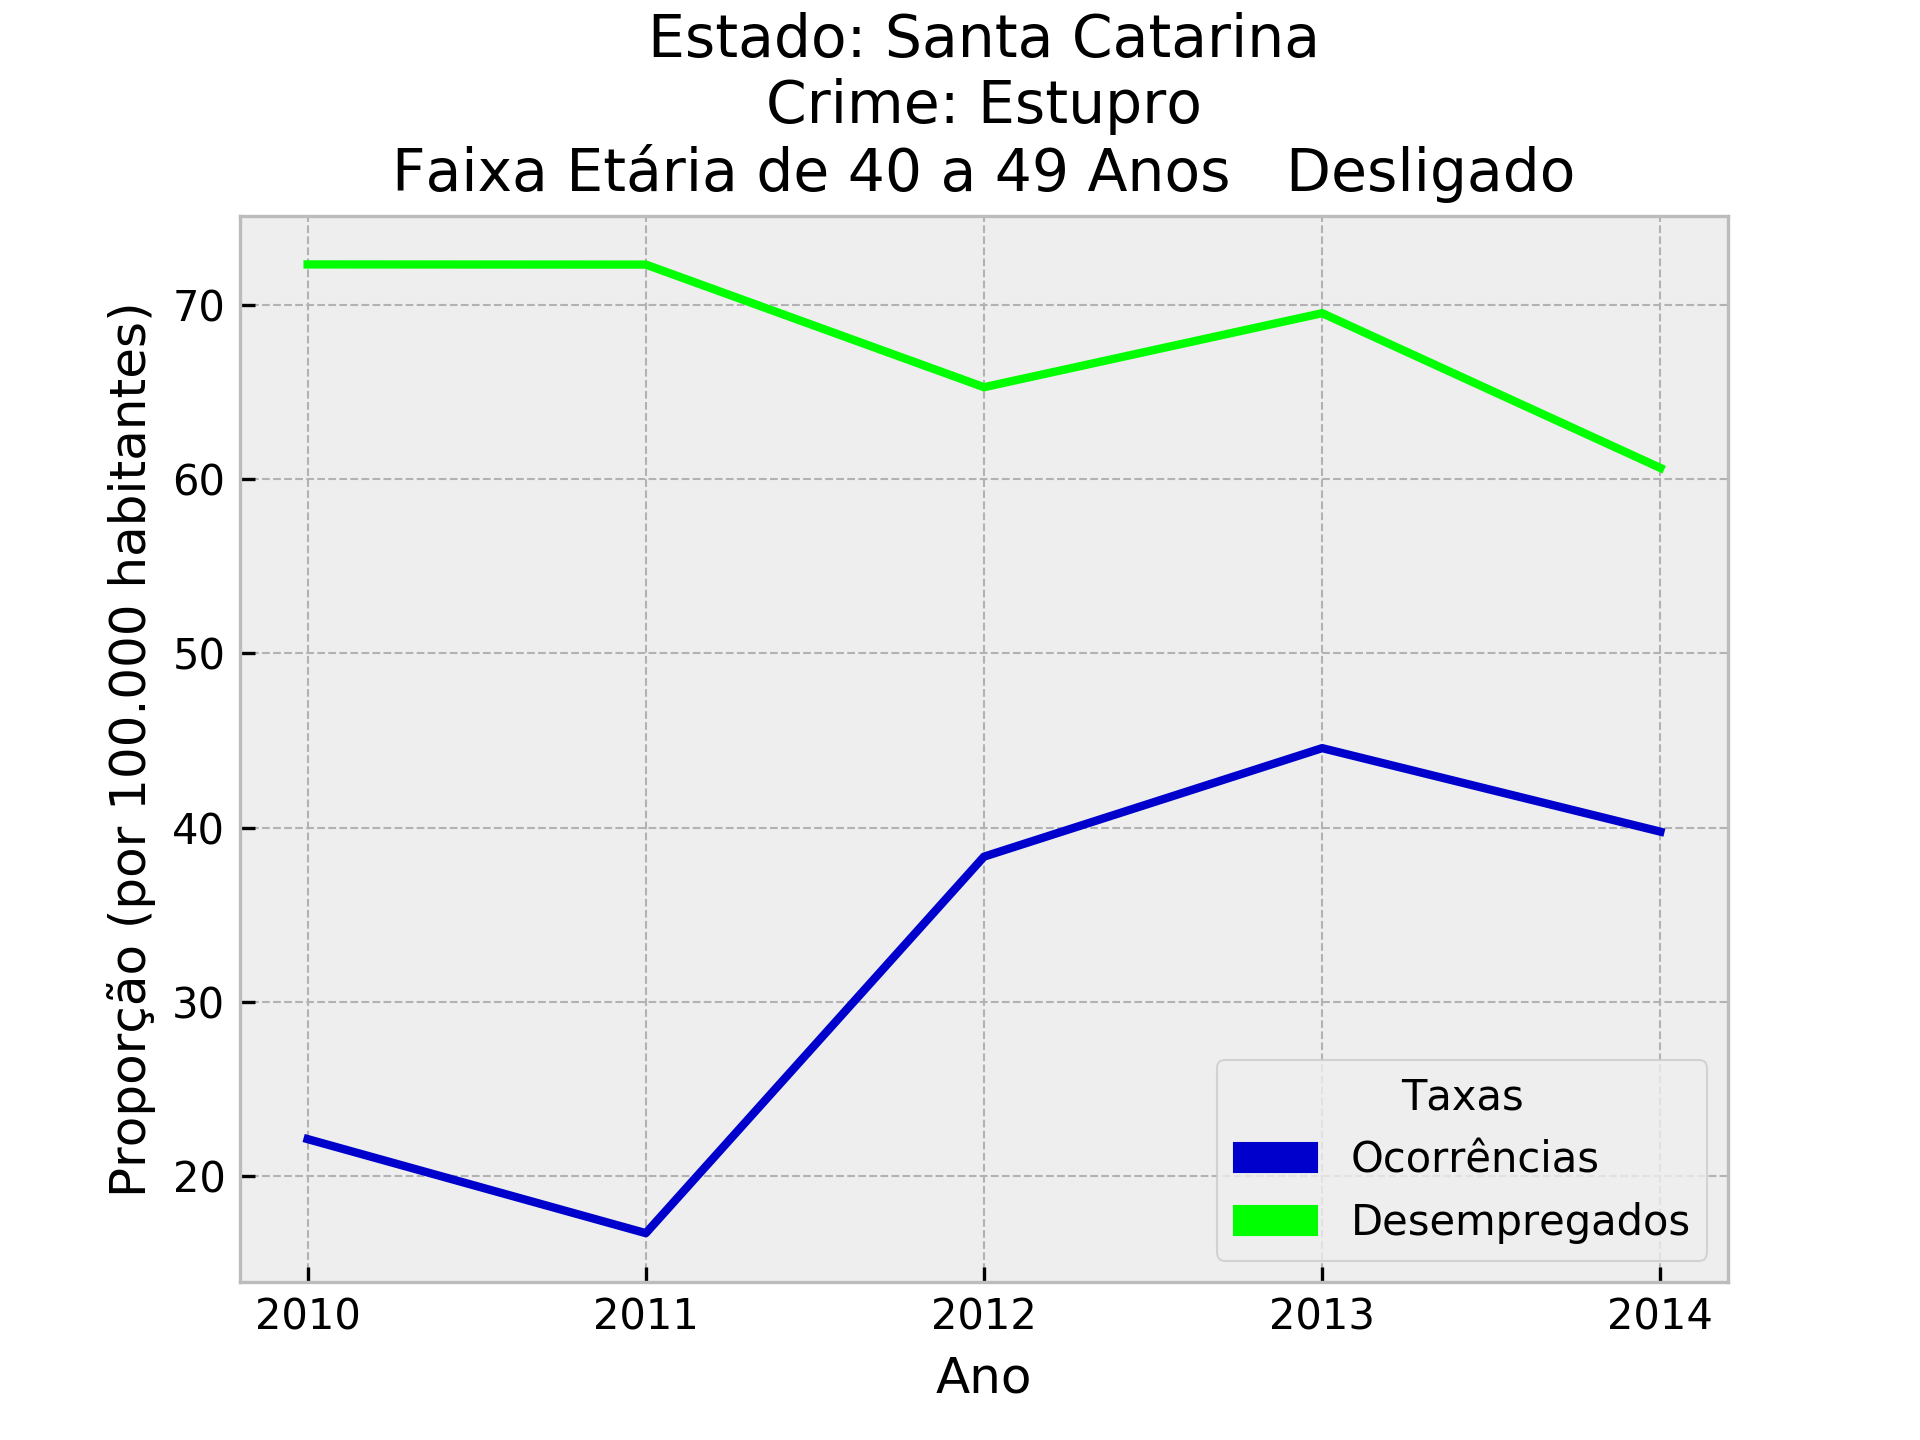 Estado: Santa Catarina
Crime: Estupro
Faixa Etária de 40 a 49 Anos   Desligado
Proporção (por 100.000 habitantes)
70
60
50
40
30
20
Taxas
Ocorrências
Desempregados
2010 2011 2012 2013 2014
Ano